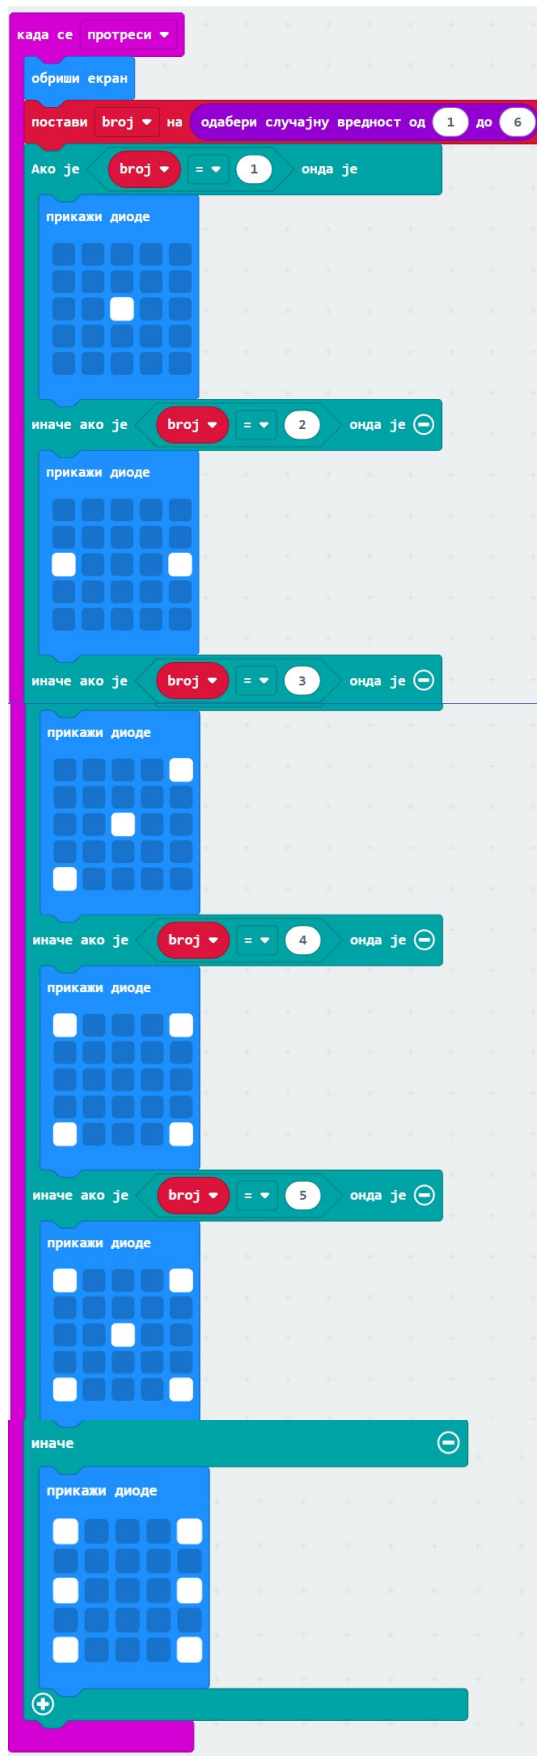 када се протреси
обриши екран
постави broj на одабери случајну вредност од 1 до 6
Ако је broj = 1 онда је
прикажи диоде
иначе ако је broj = 2 онда је
прикажи диоде
иначе ако је broj = 3 онда је
прикажи диоде
иначе ако је broj = 4 онда је
прикажи диоде
иначе ако је broj = 5 онда је
прикажи диоде
иначе
прикажи диоде